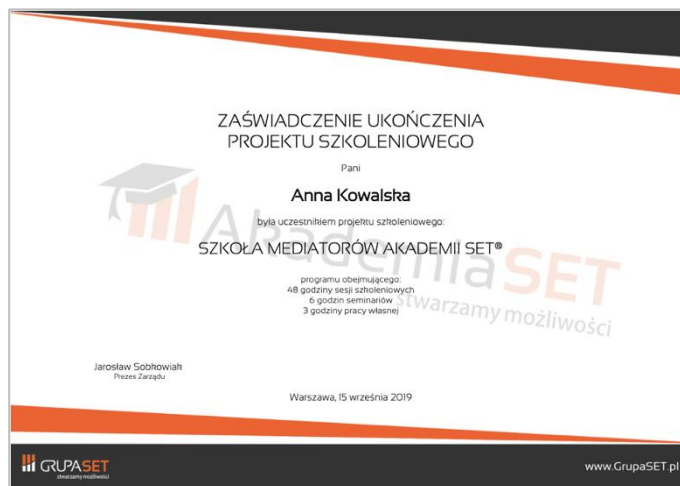 ZAŚWIADCZENIE UKOŃCZENIA
PROJEKTU SZKOLENIOWEGO
Pani
Anna Kowalska
była uczestnikiem projektu szkoleniowego:
SZKOŁA MEDIATORÓW AKADEMII SET®
AkademiaSET
stwarzamy możliwości
programu obejmującego:
48 godziny sesji szkoleniowych
6 godzin seminariów
3 godziny pracy własnej
Jarosław Sobkowiak
Prezes Zarządu
Warszawa, 15 września 2019
GRUPASET
stwarzamy możliwości
www.GrupaSET.pl